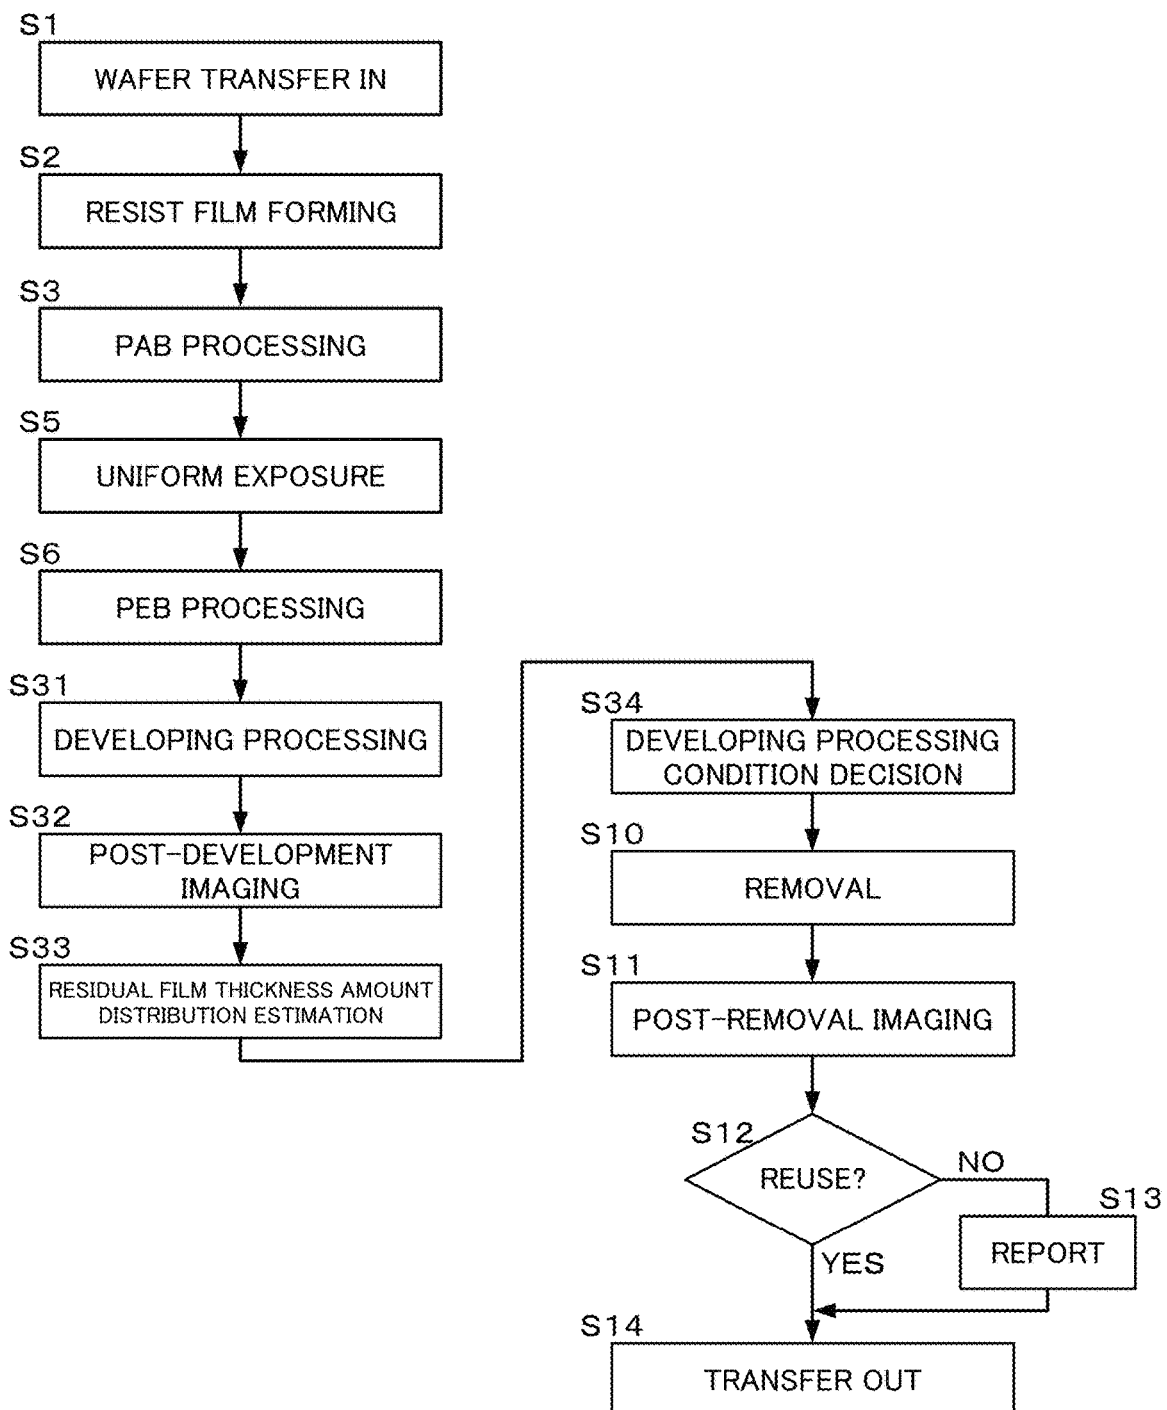 S1
WAFER TRANSFER IN
S2
RESIST FILM FORMING
S3
PAB PROCESSING
S5
UNIFORM EXPOSURE
S6
PEB PROCESSING
S31
DEVELOPING PROCESSING
S32
POST-DEVELOPMENT
IMAGING
S33
RESIDUAL FILM THICKNESS AMOUNT
DISTRIBUTION ESTIMATION
S34
DEVELOPING PROCESSING
CONDITION DECISION
S10
REMOVAL
S11
POST-REMOVAL IMAGING
S12
REUSE?
NO
S13
REPORT
YES
S14
TRANSFER OUT